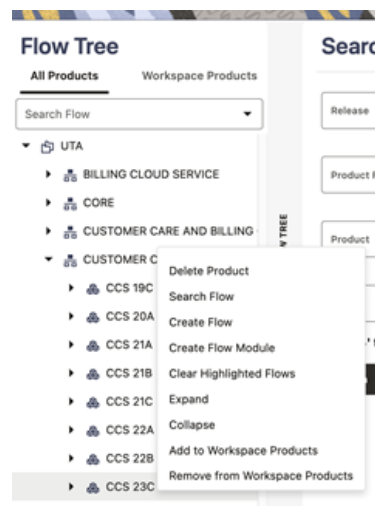 Flow Tree
All Products
Workspace Products
Search Flow
UTA
BILLING CLOUD SERVICE
CORE
CUSTOMER CARE AND BILLING
CUSTOMER C
CCS 19C
CCS 20A
CCS 21A
CCS 21B
CCS 21C
CCS 22A
CCS 22B
CCS 23C
Delete Product
Search Flow
Create Flow
Create Flow Module
Clear Highlighted Flows
Expand
Collapse
Add to Workspace Products
Remove from Workspace Products
W TREE
Searc
Release
Product F
Product